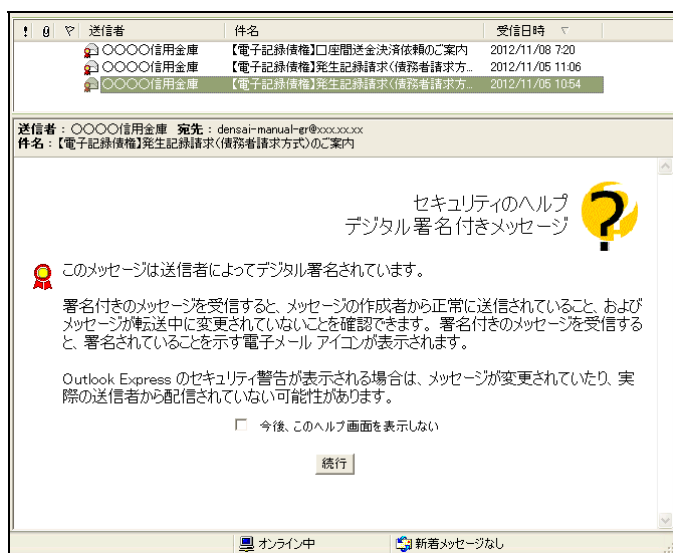 送信者 件名 受信日時
〇〇〇〇信用金庫 【電子記録債権】口座間送金決済依頼のご案内 2012/11/08 7:20
〇〇〇〇信用金庫 【電子記録債権】発生記録請求(債務者請求方... 2012/11/05 11:06
〇〇〇〇信用金庫 【電子記録債権】発生記録請求(債務者請求方... 2012/11/05 10:54
送信者：〇〇〇〇信用金庫 宛先：densai-manual-gr@xxx.xx.xx
件名：【電子記録債権】発生記録請求(債務者請求方式)のご案内
セキュリティのヘルプ
デジタル署名付きメッセージ
このメッセージは送信者によってデジタル署名されています。
署名付きのメッセージを受信すると、メッセージの作成者から正常に送信されていること、および
メッセージが転送中に変更されていないことを確認できます。署名付きのメッセージを受信する
と、署名されていることを示す電子メール アイコンが表示されます。
Outlook Express のセキュリティ警告が表示される場合は、メッセージが変更されていたり、実
際の送信者から配信されていない可能性があります。
今後、このヘルプ画面を表示しない
続行
オンライン中 新着メッセージなし